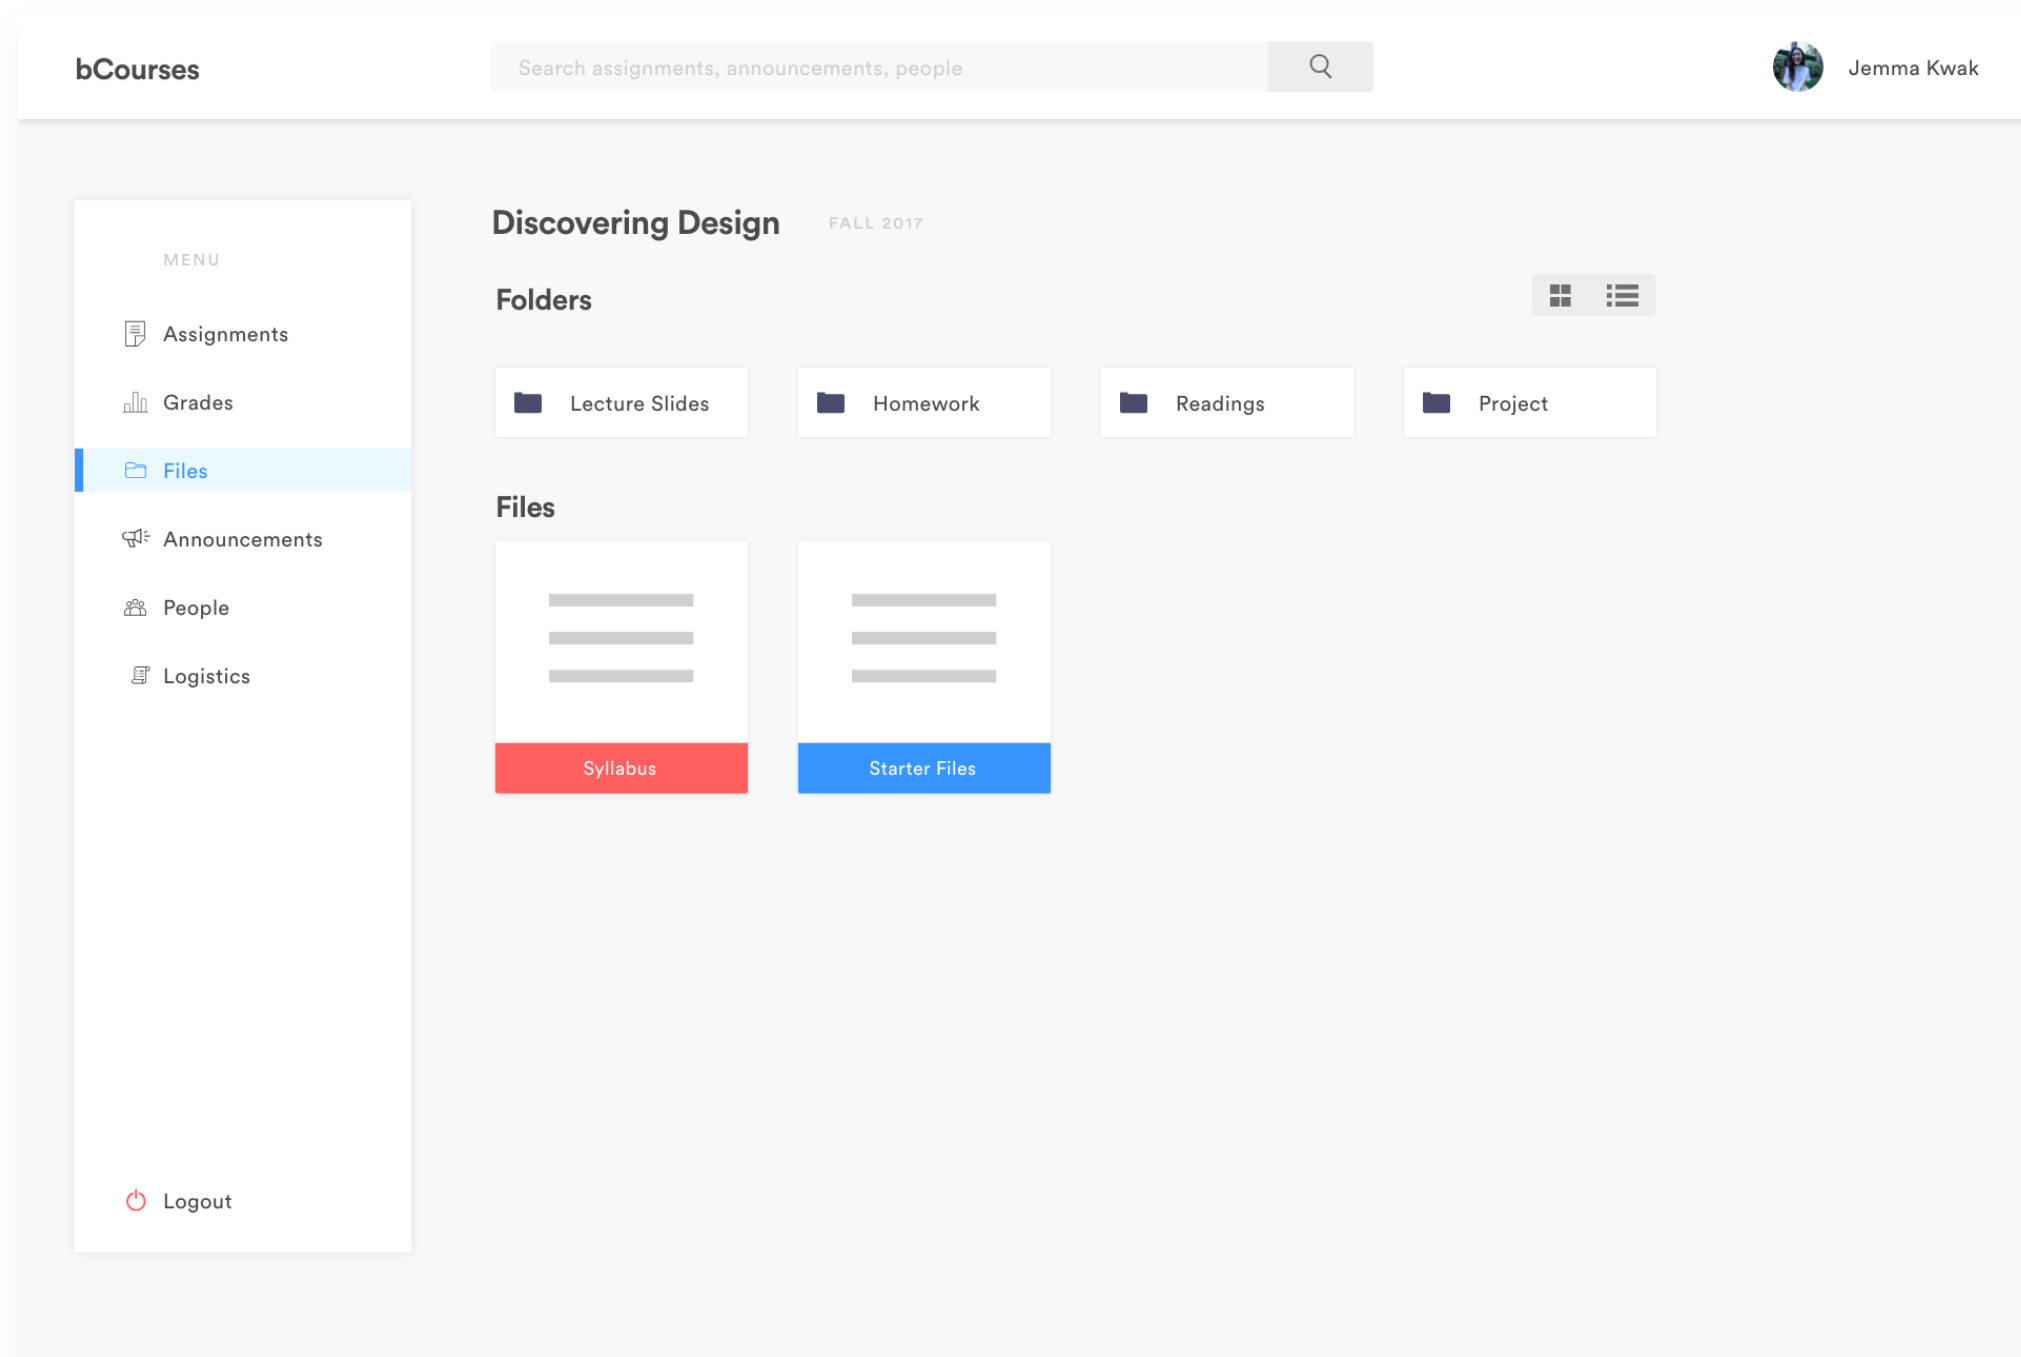 bCourses
Search assignments, announcements, people
Jemma Kwak
MENU
Assignments
Grades
Files
Announcements
People
Logistics
Logout
Discovering Design FALL 2017
Folders
Lecture Slides
Homework
Readings
Project
Files
Syllabus
Starter Files